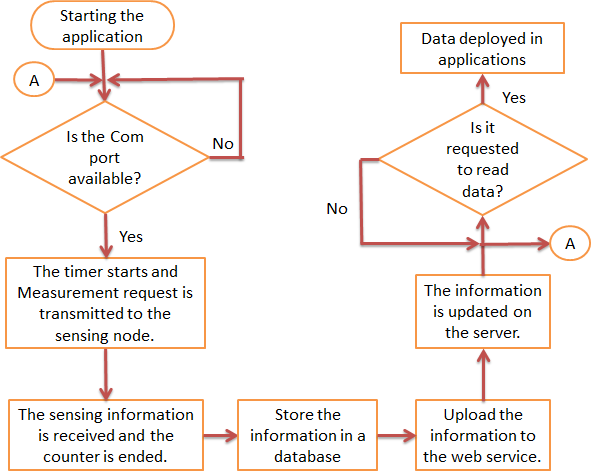 Starting the
application
A
Is the Com
port
available?
No
Yes
The timer starts and
Measurement request is
transmitted to the
sensing node.
The sensing information
is received and the
counter is ended.
Store the
information in a
database
Upload the
information to
the web service.
The information
is updated on
the server.
A
Is it
requested
to read
data?
No
Yes
Data deployed in
applications